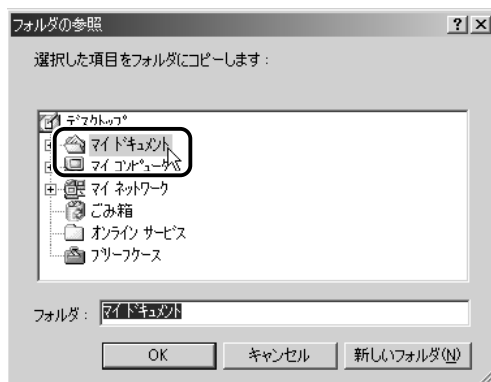 フォルダの参照
選択した項目をフォルダにコピーします:
デスクトップ
マイ ドキュメント
マイ コンピュータ
マイ ネットワーク
ごみ箱
オンライン サービス
ブリーフケース
フォルダ: マイ ドキュメント
OK キャンセル 新しいフォルダ(N)